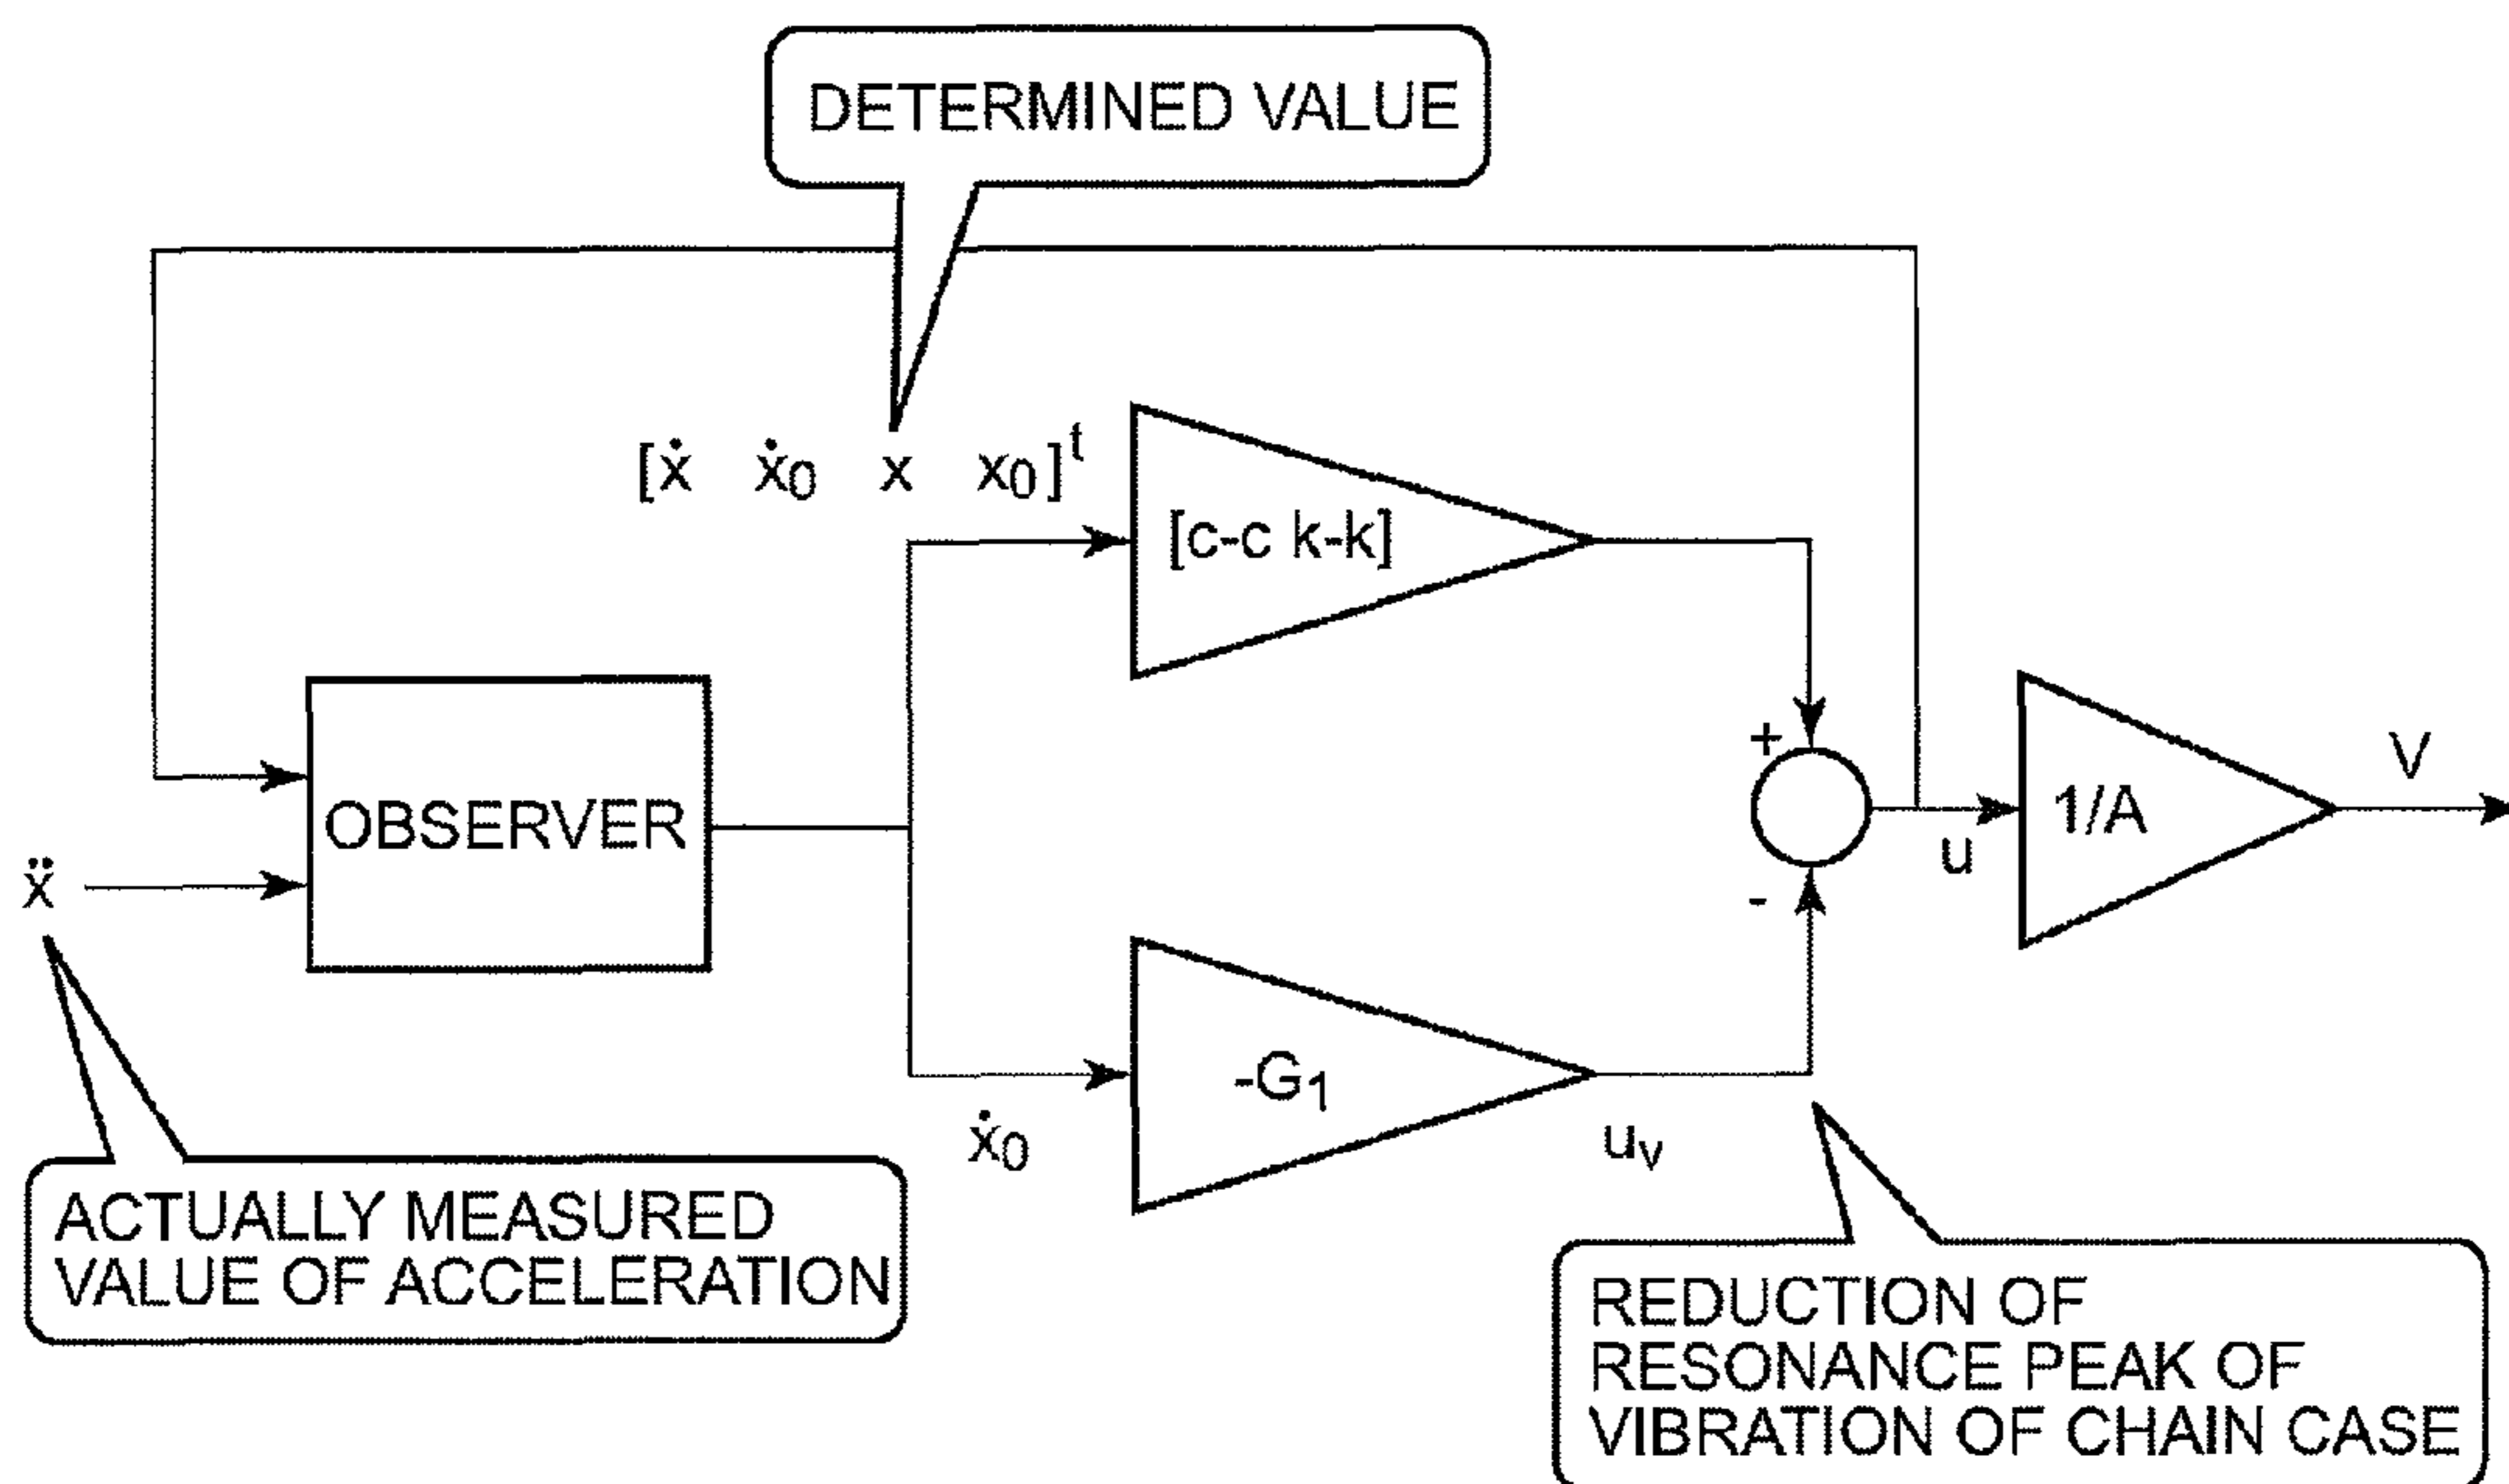 DETERMINED VALUE
[ẋ ẋ₀ x x₀]ᵗ
[c-c k-k]
+
V
OBSERVER
1/A
u
ẍ
-
-G₁
ẋ₀
uᵥ
ACTUALLY MEASURED
VALUE OF ACCELERATION
REDUCTION OF
RESONANCE PEAK OF
VIBRATION OF CHAIN CASE